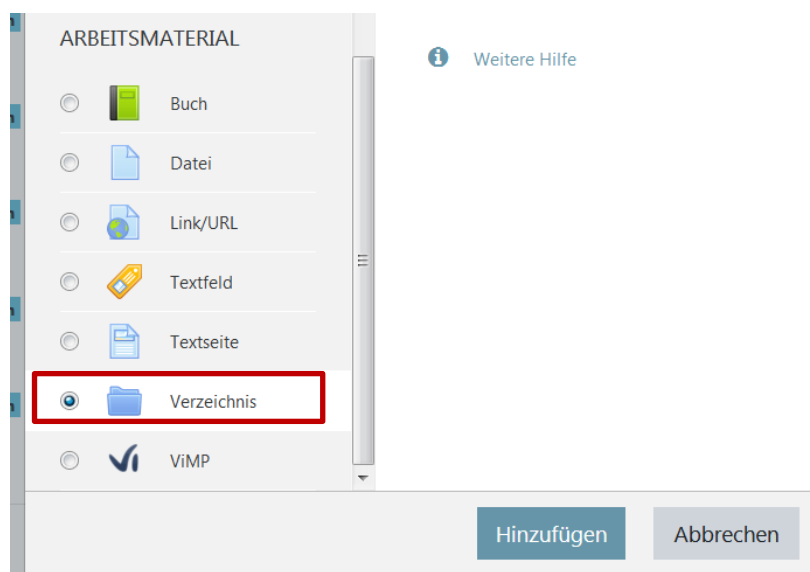 ARBEITSMATERIAL
Weitere Hilfe
Buch
Datei
Link/URL
Textfeld
Textseite
Verzeichnis
ViMP
Hinzufügen
Abbrechen